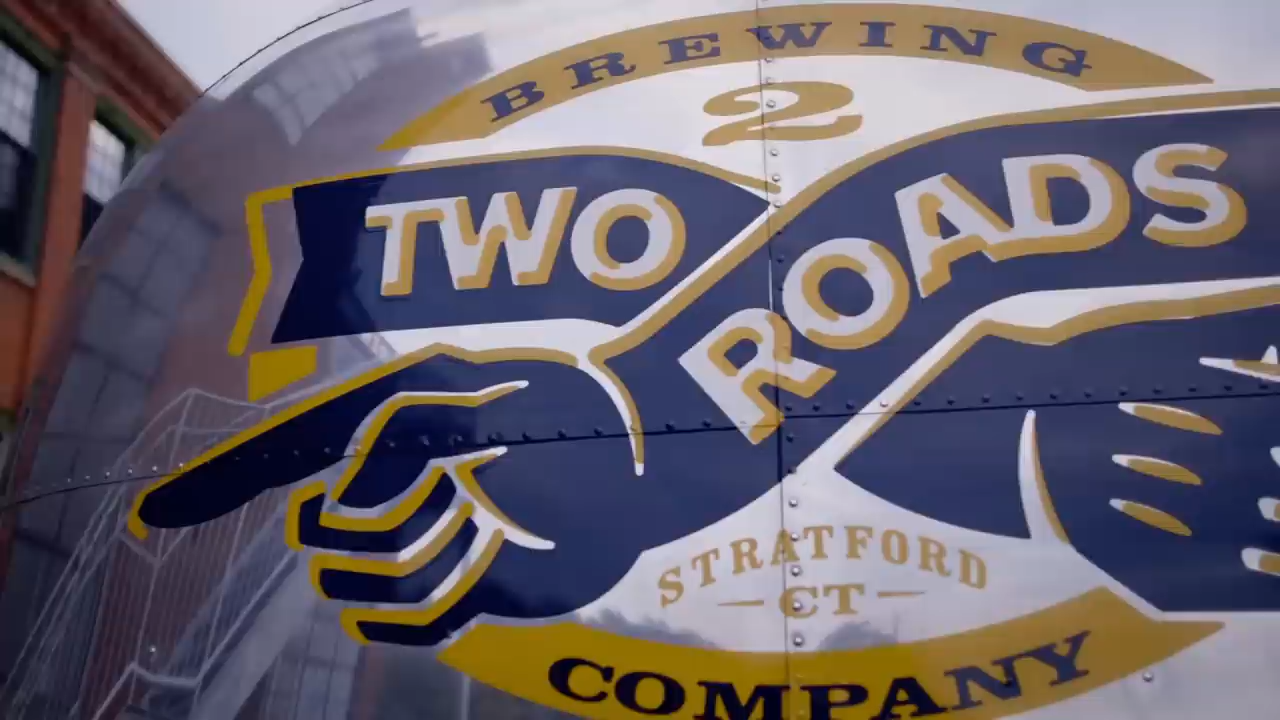 BREWING
2
TWO ROADS
STRATFORD
CT
COMPANY